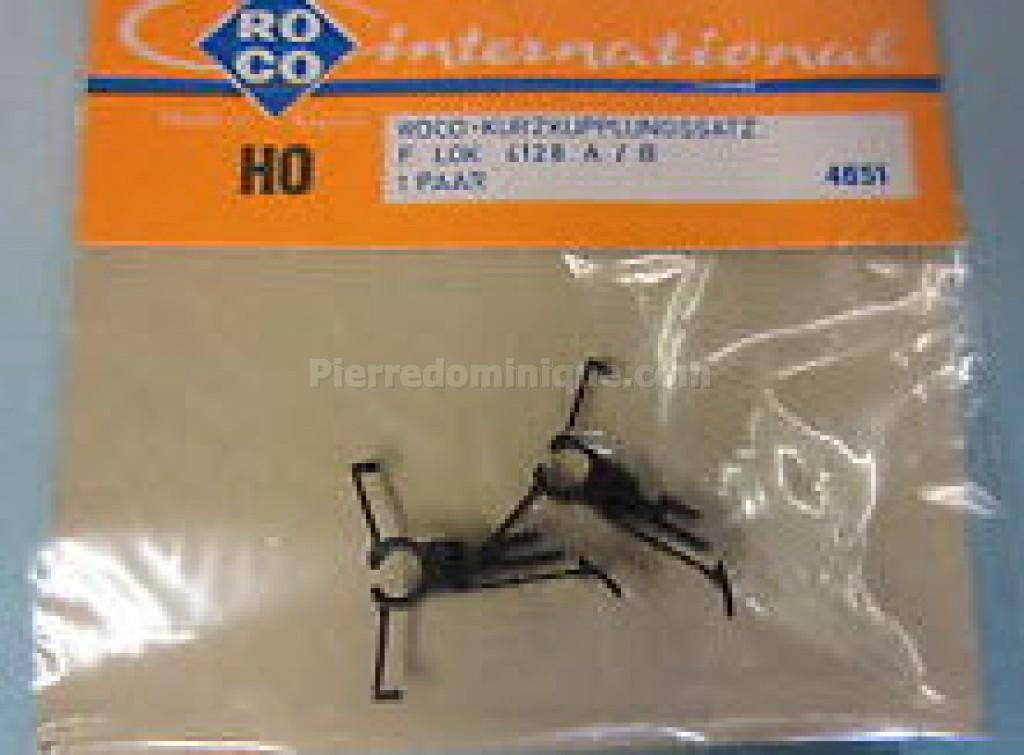 RO
CO
international
HO
ROCO-KURZKUPPLUNGSSATZ
F LOK 4128 A / B
1 PAAR
4851
Pierredominique.com